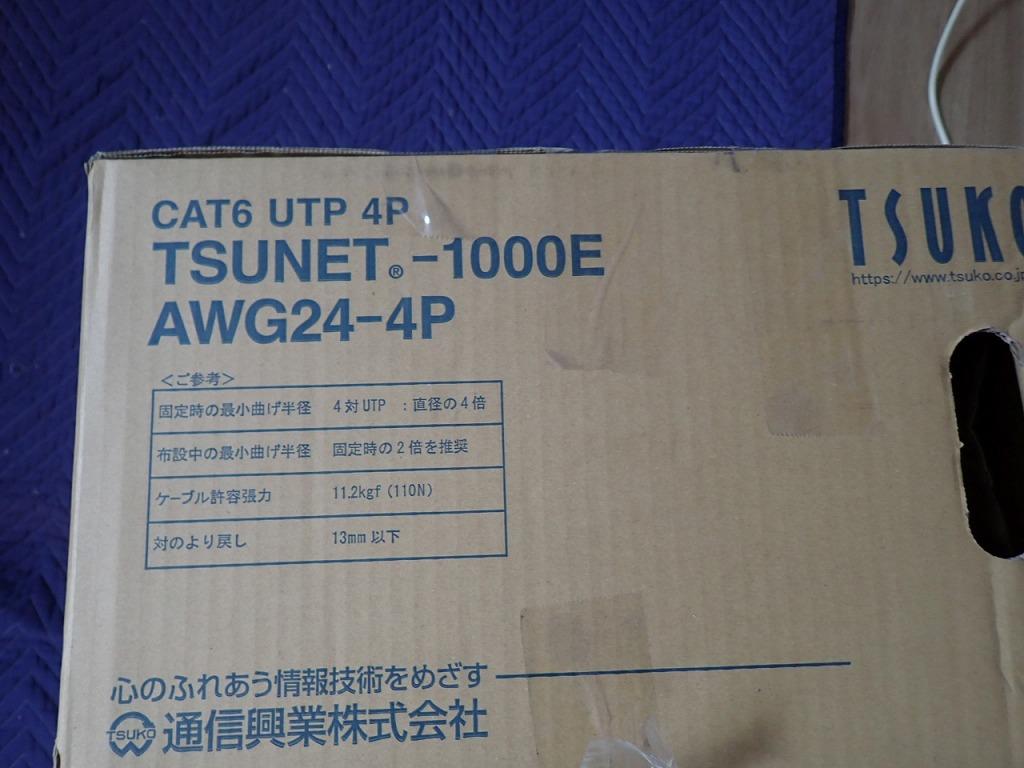 CAT6 UTP 4P
TSUNET®-1000E
AWG24-4P
TSUKO
https://www.tsuko.co.jp
<ご参考>
固定時の最小曲げ半径 4対UTP :直径の4倍
布設中の最小曲げ半径 固定時の2倍を推奨
ケーブル許容張力 11.2kgf (110N)
対のより戻し 13mm 以下
心のふれあう情報技術をめざす
TSUKO 通信興業株式会社